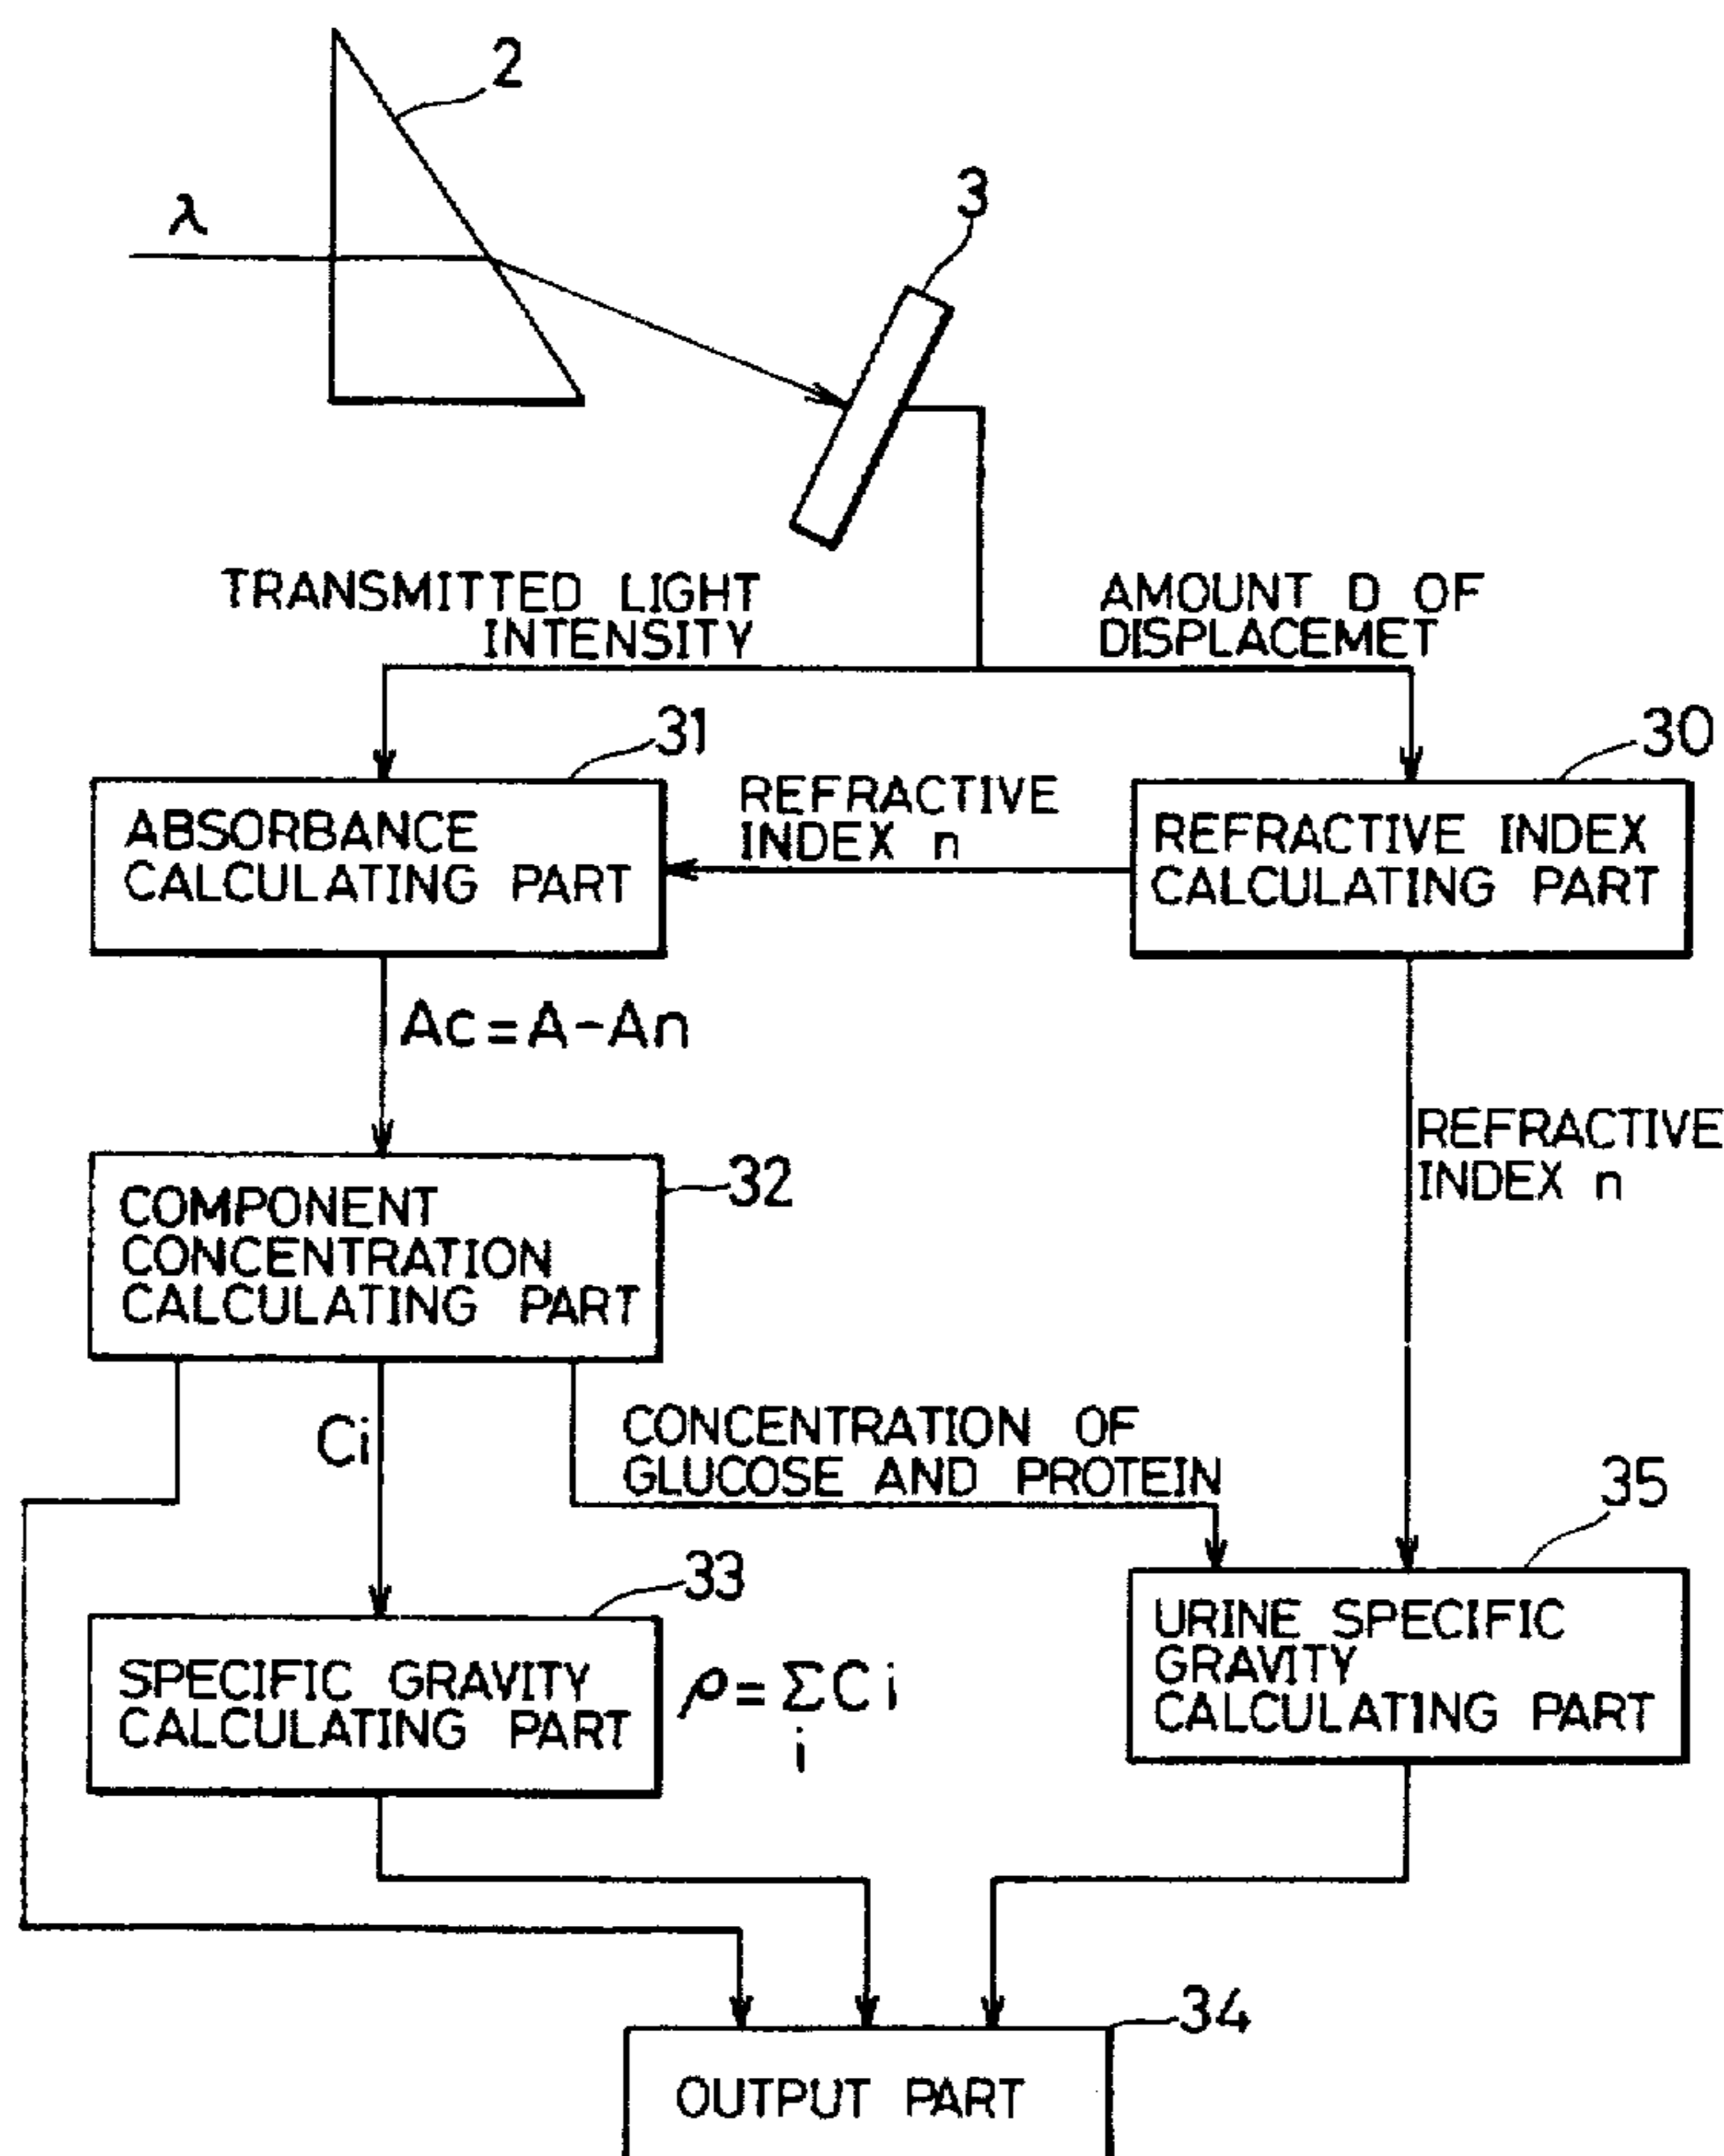 2
λ
3
TRANSMITTED LIGHT
INTENSITY
AMOUNT D OF
DISPLACEMET
31
30
ABSORBANCE
CALCULATING PART
REFRACTIVE
INDEX n
REFRACTIVE INDEX
CALCULATING PART
Ac=A-An
REFRACTIVE
INDEX n
32
COMPONENT
CONCENTRATION
CALCULATING PART
Ci
CONCENTRATION OF
GLUCOSE AND PROTEIN
35
33
URINE SPECIFIC
GRAVITY
CALCULATING PART
SPECIFIC GRAVITY
CALCULATING PART
ρ=ΣCi
i
34
OUTPUT PART